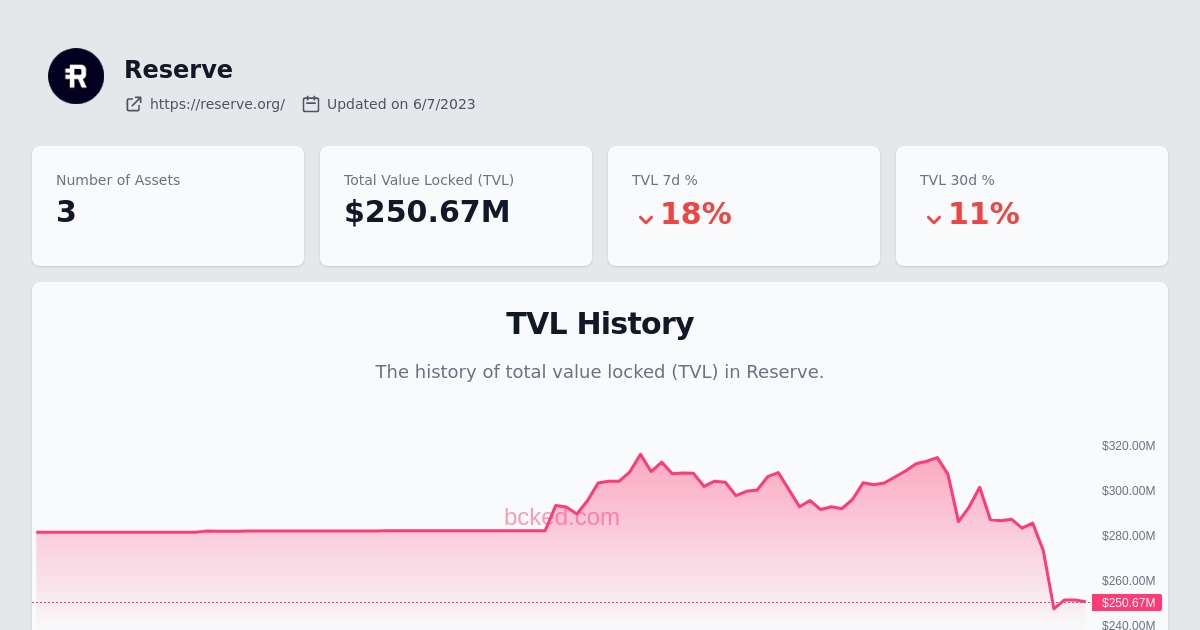 Reserve
https://reserve.org/ Updated on 6/7/2023
Number of Assets
3
Total Value Locked (TVL)
$250.67M
TVL 7d %
18%
TVL 30d %
11%
TVL History
The history of total value locked (TVL) in Reserve.
bcked.com
$320.00M
$300.00M
$280.00M
$260.00M
$250.67M
$240.00M